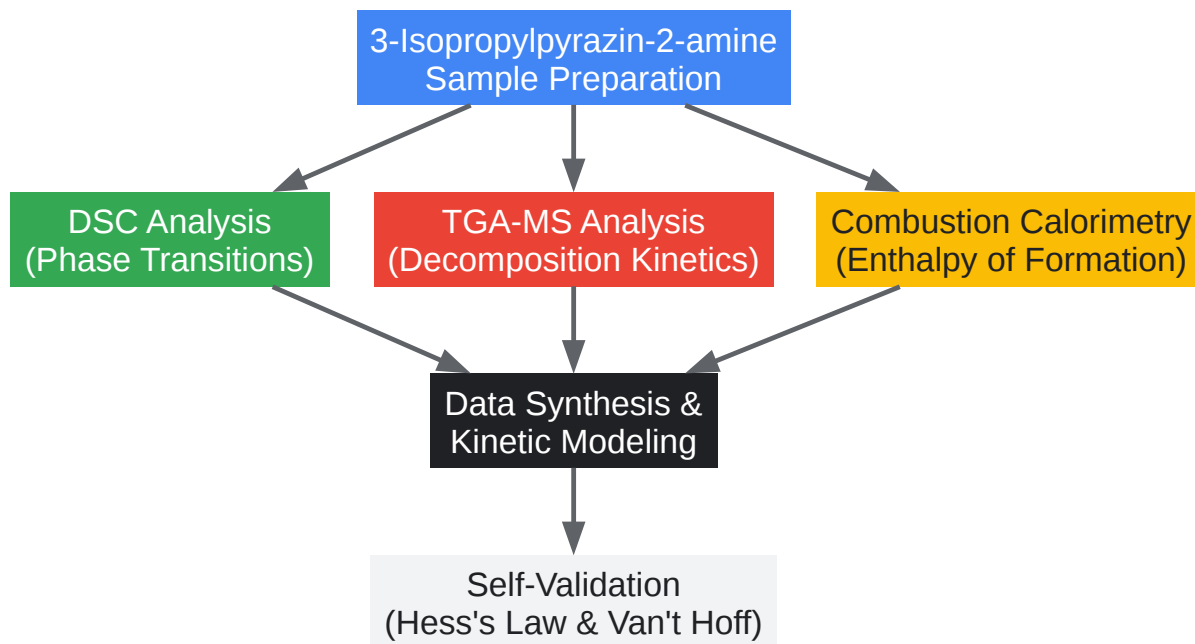 3-Isopropylpyrazin-2-amine
Sample Preparation
DSC Analysis
(Phase Transitions)
TGA-MS Analysis
(Decomposition Kinetics)
Combustion Calorimetry
(Enthalpy of Formation)
Data Synthesis &
Kinetic Modeling
Self-Validation
(Hess's Law & Van't Hoff)